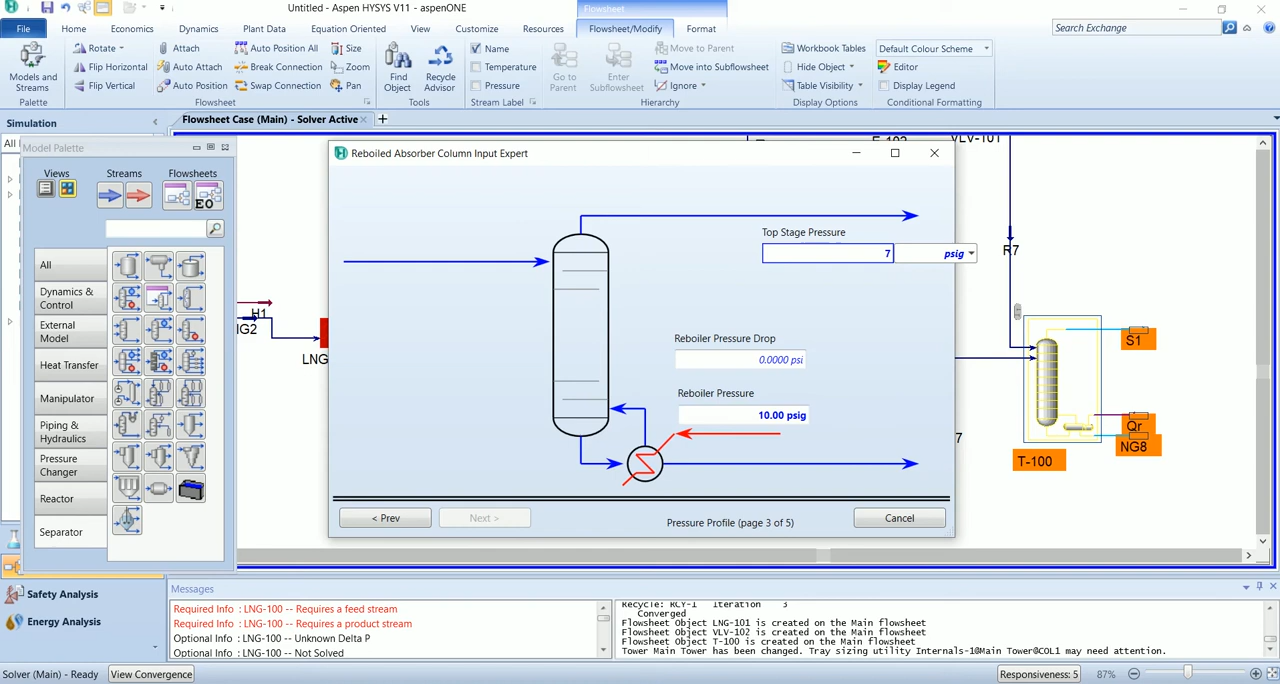 Untitled - Aspen HYSYS V11 - aspenONE
Flowsheet
File Home Economics Dynamics Plant Data Equation Oriented View Customize Resources Flowsheet/Modify Format
Search Exchange
Models and Streams
Palette
Rotate Attach Auto Position All Size
Flip Horizontal Auto Attach Break Connection Zoom
Flip Vertical Auto Position Swap Connection Pan
Flowsheet
Find Object
Recycle Advisor
Tools
Name
Temperature
Pressure
Stream Label
Go to Parent
Enter Subflowsheet
Move to Parent
Move into Subflowsheet
Ignore
Hierarchy
Workbook Tables
Hide Object
Table Visibility
Display Options
Default Colour Scheme
Editor
Display Legend
Conditional Formatting
Simulation
Flowsheet Case (Main) - Solver Active
All
Model Palette
Views Streams Flowsheets
EO
All
Dynamics & Control
External Model
Heat Transfer
Manipulator
Piping & Hydraulics
Pressure Changer
Reactor
Separator
Reboiled Absorber Column Input Expert
Top Stage Pressure
7 psig
Reboiler Pressure Drop
0.0000 psi
Reboiler Pressure
10.00 psig
< Prev Next > Pressure Profile (page 3 of 5) Cancel
VLV-101
R7
H1
NG2
LNG
7
S1
Qr
NG8
T-100
Safety Analysis
Energy Analysis
Messages
Required Info : LNG-100 -- Requires a feed stream
Required Info : LNG-100 -- Requires a product stream
Optional Info : LNG-100 -- Unknown Delta P
Optional Info : LNG-100 -- Not Solved
Recycle: RCY-1 Iteration 3
Converged
Flowsheet Object LNG-101 is created on the Main flowsheet
Flowsheet Object VLV-102 is created on the Main flowsheet
Flowsheet Object T-100 is created on the Main flowsheet
Tower Main Tower has been changed. Tray sizing utility Internals-1@Main Tower@COL1 may need attention.
Solver (Main) - Ready View Convergence Responsiveness: 5 87%